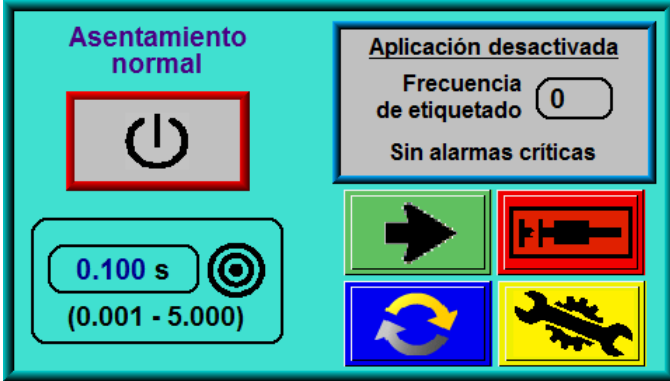 Asentamiento
normal
0.100 s
(0.001 - 5.000)
Aplicación desactivada
Frecuencia
de etiquetado
0
Sin alarmas críticas